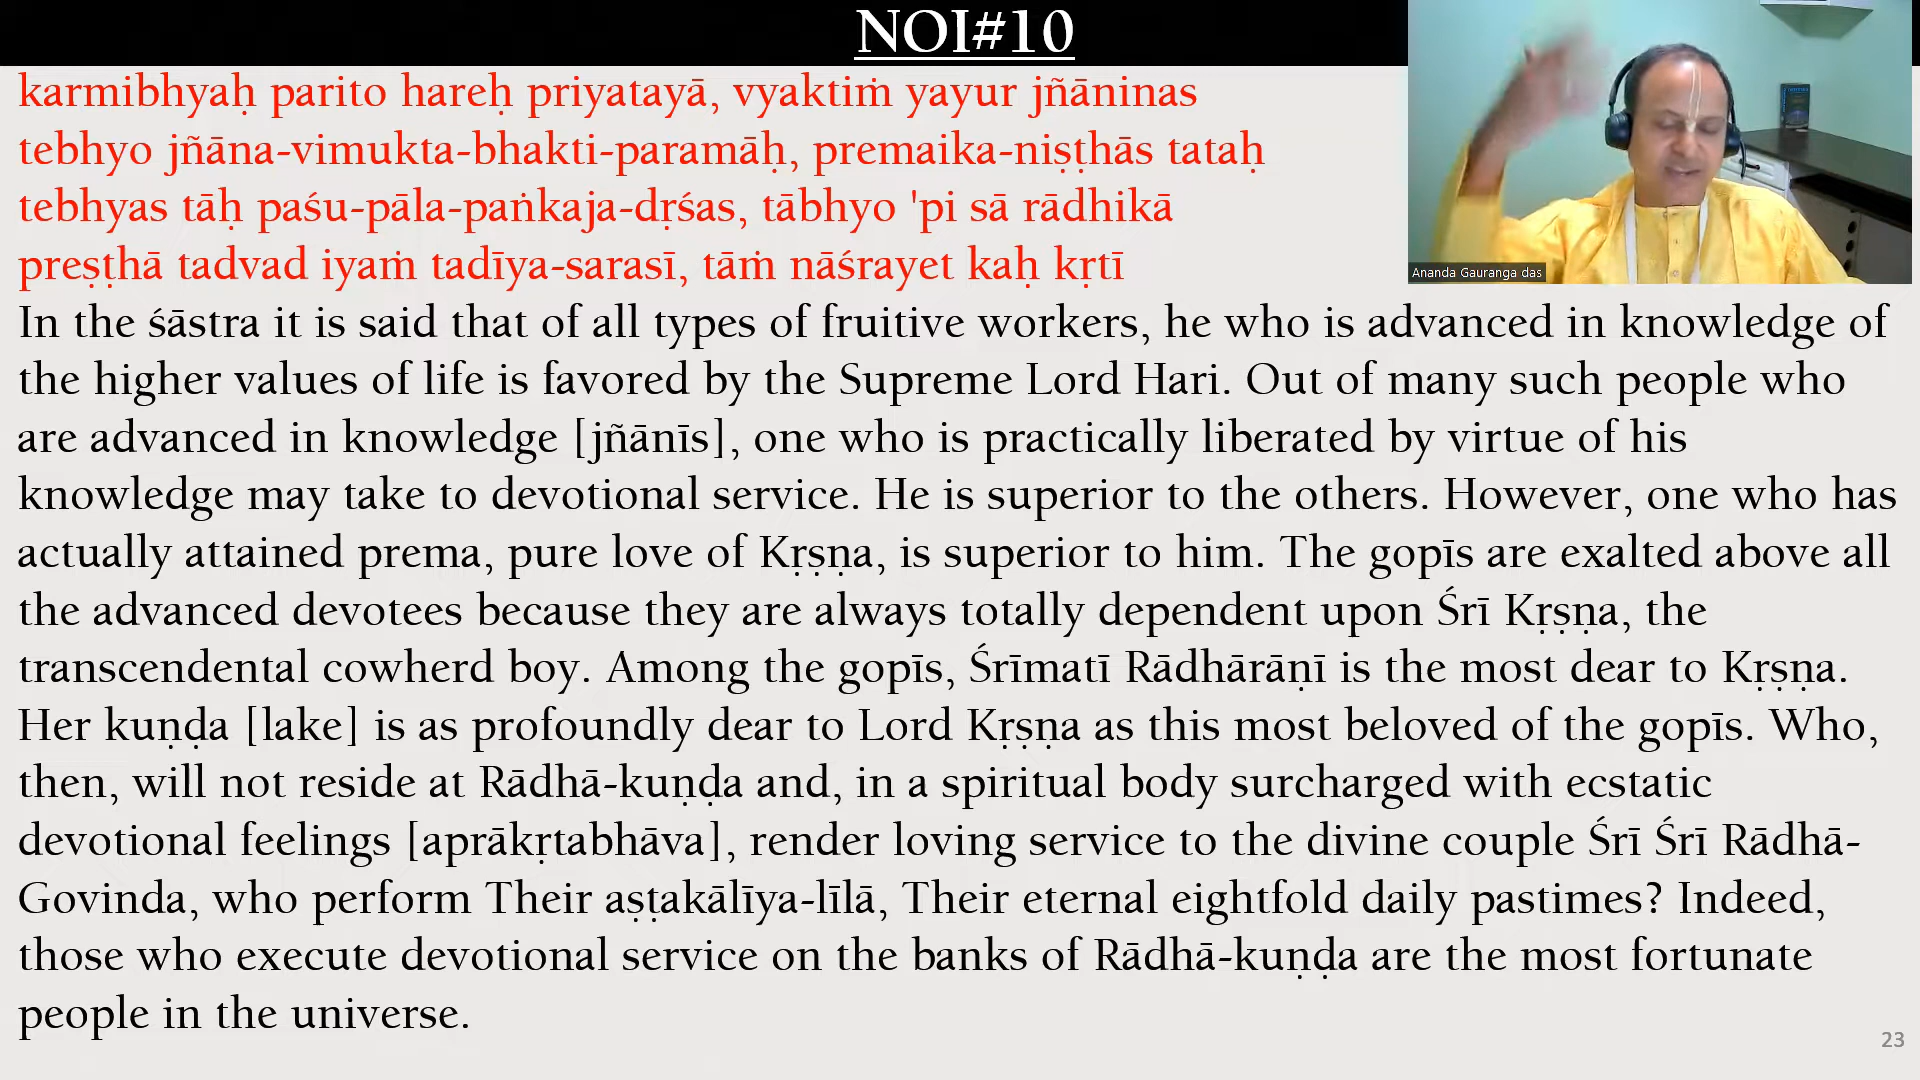 NOI#10
karmibhyaḥ parito hareḥ priyatayā, vyaktiṁ yayur jñāninas
tebhyo jñāna-vimukta-bhakti-paramāḥ, premaika-niṣṭhās tataḥ
tebhyas tāḥ paśu-pāla-paṅkaja-dṛśas, tābhyo 'pi sā rādhikā
preṣṭhā tadvad iyaṁ tadīya-sarasī, tāṁ nāśrayet kaḥ kṛtī
Ananda Gauranga das
In the śāstra it is said that of all types of fruitive workers, he who is advanced in knowledge of
the higher values of life is favored by the Supreme Lord Hari. Out of many such people who
are advanced in knowledge [jñānīs], one who is practically liberated by virtue of his
knowledge may take to devotional service. He is superior to the others. However, one who has
actually attained prema, pure love of Kṛṣṇa, is superior to him. The gopīs are exalted above all
the advanced devotees because they are always totally dependent upon Śrī Kṛṣṇa, the
transcendental cowherd boy. Among the gopīs, Śrīmatī Rādhārāṇī is the most dear to Kṛṣṇa.
Her kuṇḍa [lake] is as profoundly dear to Lord Kṛṣṇa as this most beloved of the gopīs. Who,
then, will not reside at Rādhā-kuṇḍa and, in a spiritual body surcharged with ecstatic
devotional feelings [aprākṛtabhāva], render loving service to the divine couple Śrī Śrī Rādhā-
Govinda, who perform Their aṣṭakālīya-līlā, Their eternal eightfold daily pastimes? Indeed,
those who execute devotional service on the banks of Rādhā-kuṇḍa are the most fortunate
people in the universe.
23